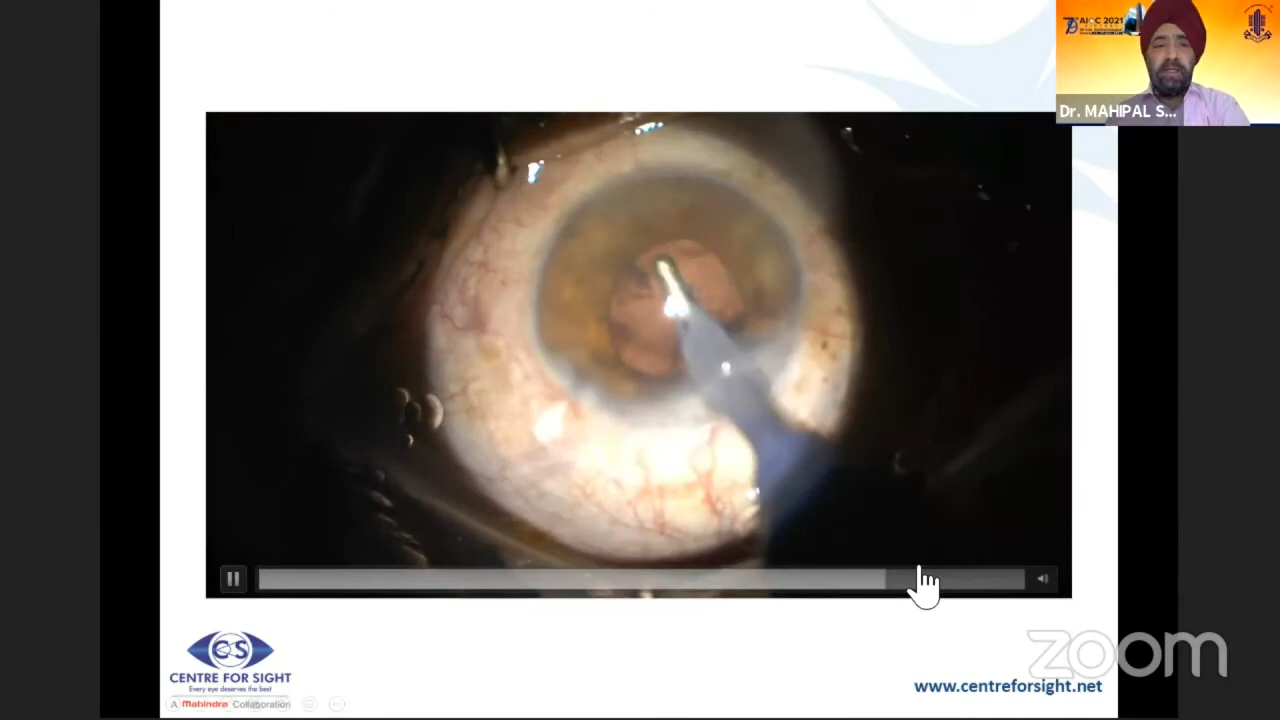 AIOC 2021
Dr. MAHIPAL S...
CS
CENTRE FOR SIGHT
Every eye deserves the best
A Mahindra Collaboration
www.centreforsight.net
zoom